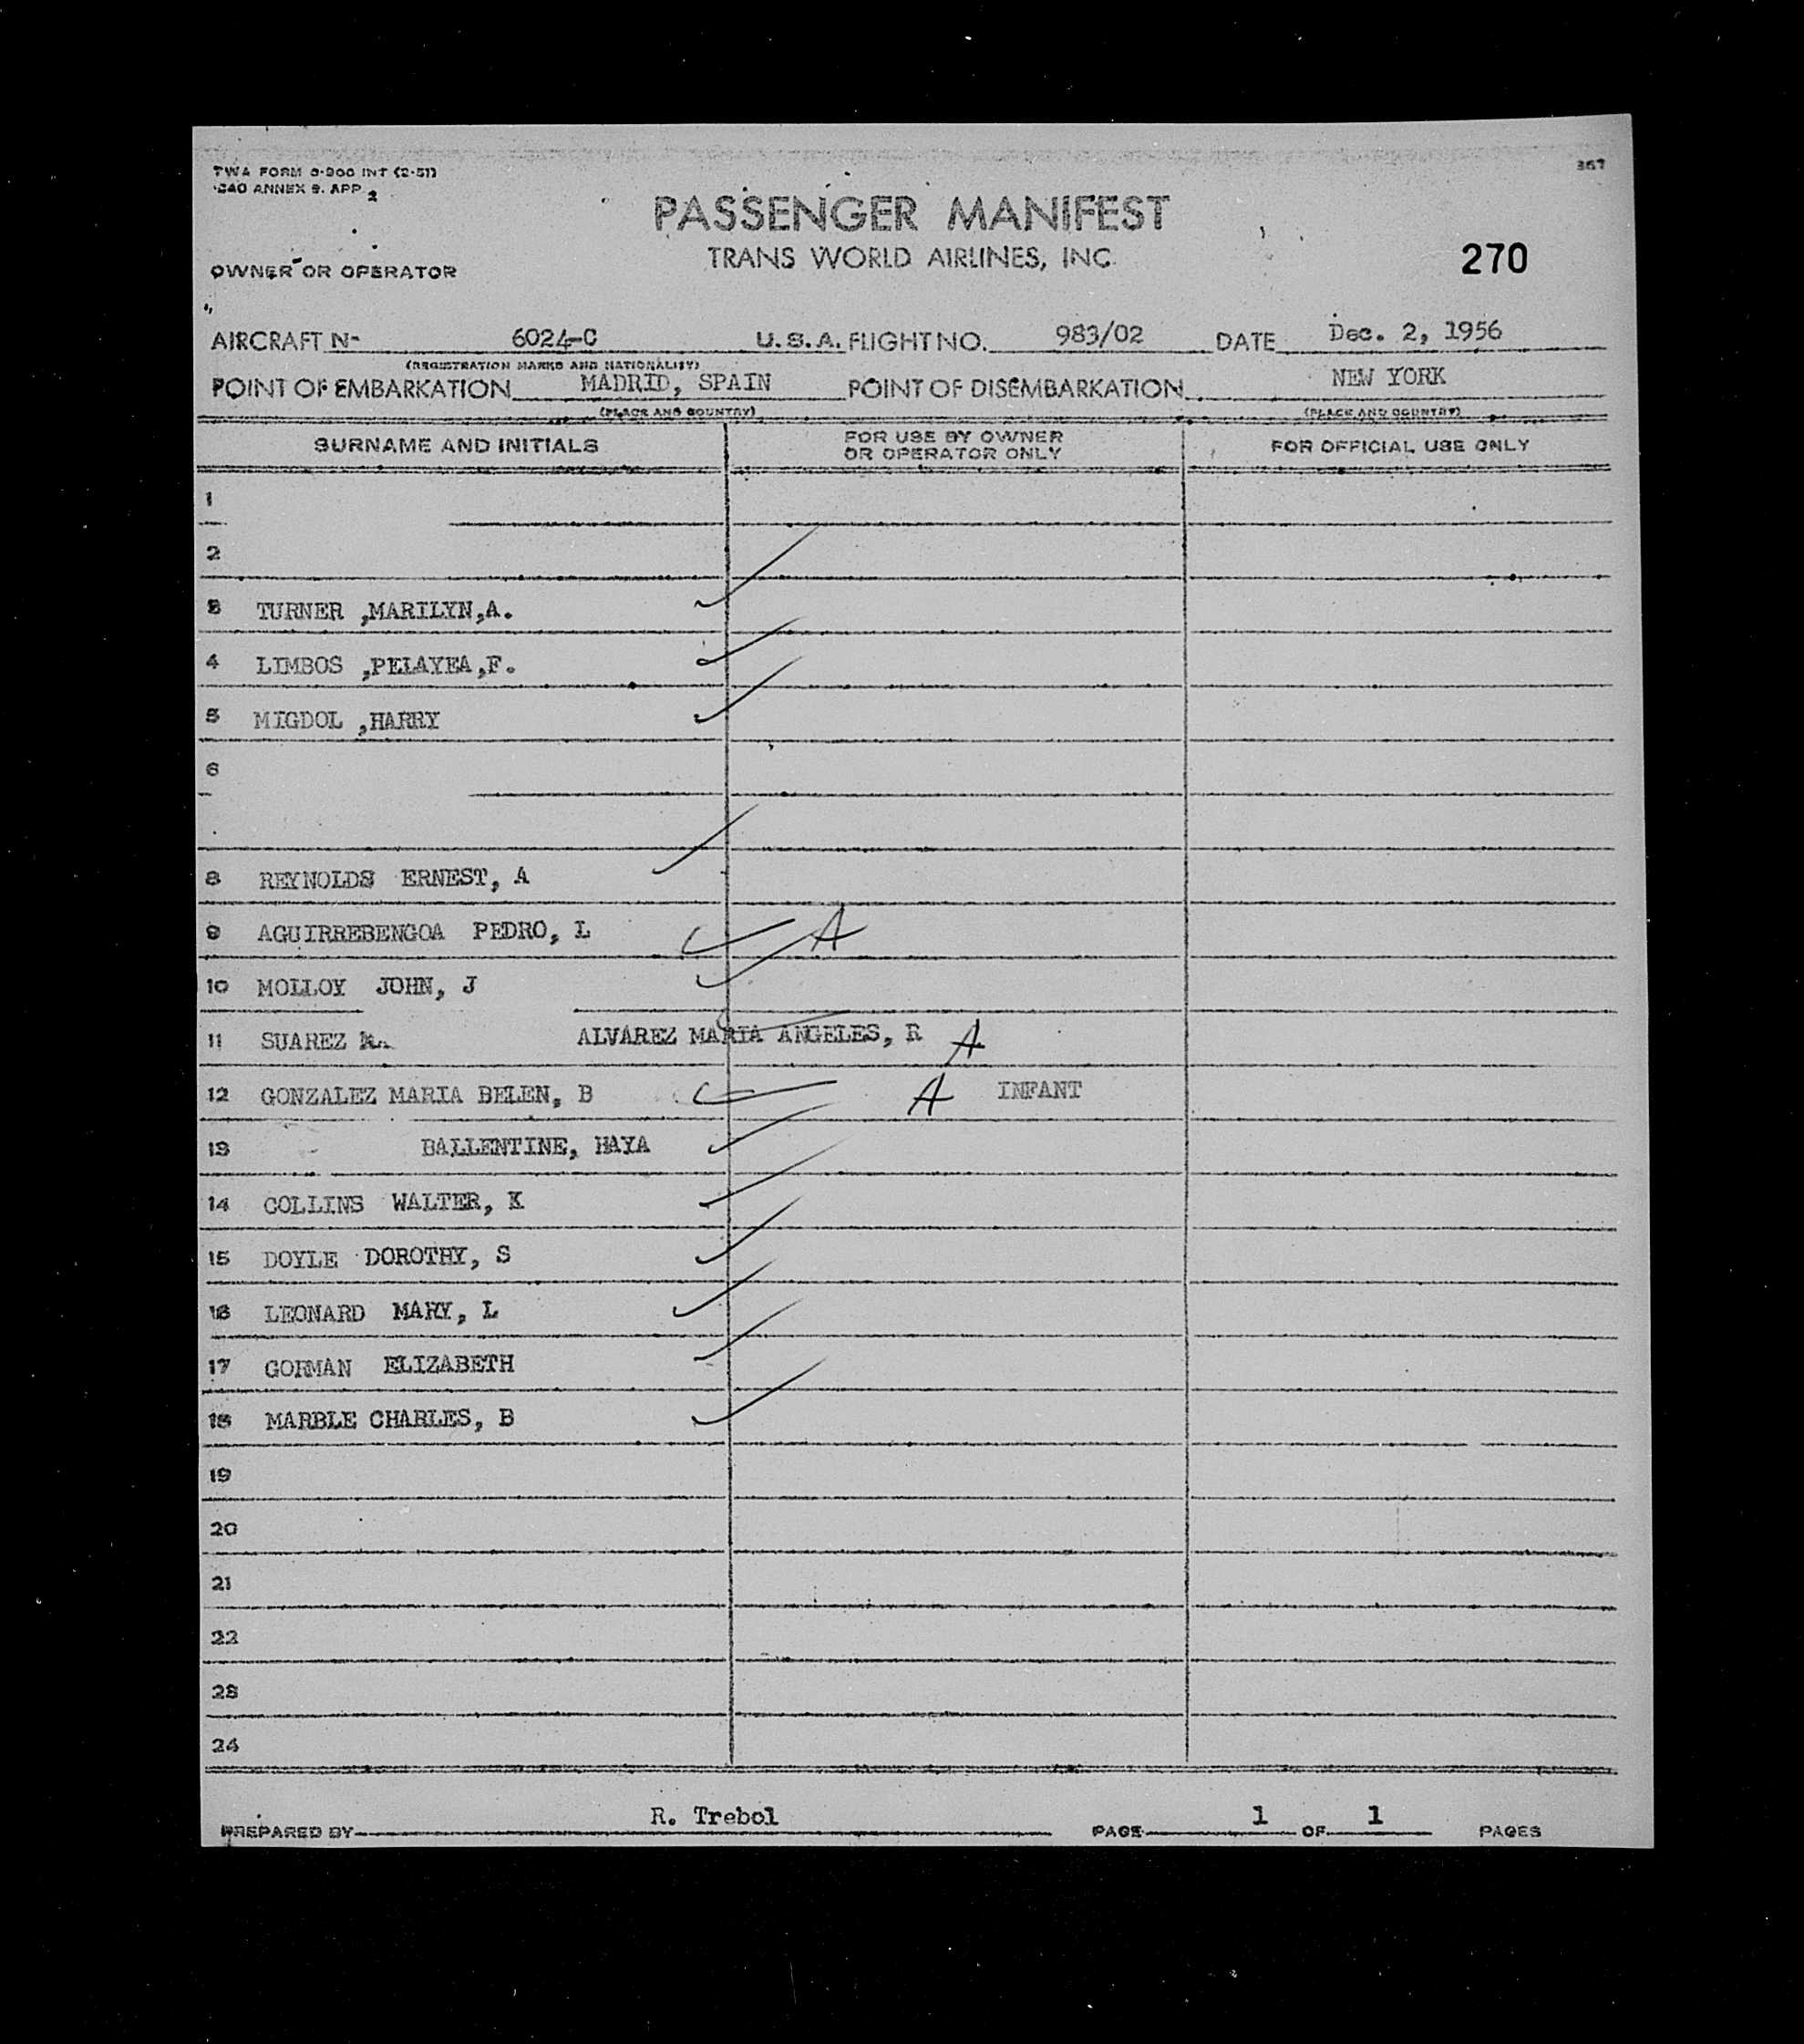 TWA FORM 0-900 INT (2-51)
ICAO ANNEX 9. APP 2
367
PASSENGER MANIFEST
TRANS WORLD AIRLINES, INC.
270
OWNER OR OPERATOR
AIRCRAFT N- 6024-C U.S.A. FLIGHT NO. 983/02 DATE Dec. 2, 1956
(REGISTRATION MARKS AND NATIONALITY)
POINT OF EMBARKATION MADRID, SPAIN POINT OF DISEMBARKATION NEW YORK
(PLACE AND COUNTRY) (PLACE AND COUNTRY)
SURNAME AND INITIALS FOR USE BY OWNER OR OPERATOR ONLY FOR OFFICIAL USE ONLY
1
2
3 TURNER ,MARILYN,A.
4 LIMBOS ,PELAYEA,F.
5 MIGDOL ,HARRY
6
8 REYNOLDS ERNEST, A
9 AGUIRREBENGOA PEDRO, L A
10 MOLLOY JOHN, J
11 SUAREZ ALVAREZ MARIA ANGELES, R A
12 GONZALEZ MARIA BELEN, B A INFANT
13 BALLENTINE, HAYA
14 COLLINS WALTER, K
15 DOYLE DOROTHY, S
16 LEONARD MARY, L
17 GORMAN ELIZABETH
18 MARBLE CHARLES, B
19
20
21
22
23
24
PREPARED BY R. Trebol PAGE 1 OF 1 PAGES